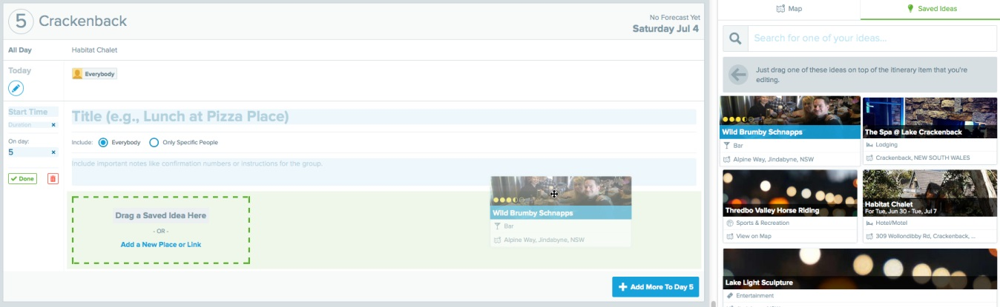 5 Crackenback
No Forecast Yet
Saturday Jul 4
All Day
Habitat Chalet
Today
Everybody
Start Time
Duration
On day:
5
Done
Title (e.g., Lunch at Pizza Place)
Include: Everybody Only Specific People
Include important notes like confirmation numbers or instructions for the group.
Drag a Saved Idea Here
- OR -
Add a New Place or Link
Wild Brumby Schnapps
Bar
Alpine Way, Jindabyne, NSW
Add More To Day 5
Map
Saved Ideas
Search for one of your ideas...
Just drag one of these ideas on top of the itinerary item that you're
editing.
Wild Brumby Schnapps
Bar
Alpine Way, Jindabyne, NSW
The Spa @ Lake Crackenback
Lodging
Crackenback, NEW SOUTH WALES
Thredbo Valley Horse Riding
Sports & Recreation
View on Map
Habitat Chalet
For Tue, Jun 30 - Tue, Jul 7
Hotel/Motel
309 Wollondibby Rd, Crackenback, ...
Lake Light Sculpture
Entertainment